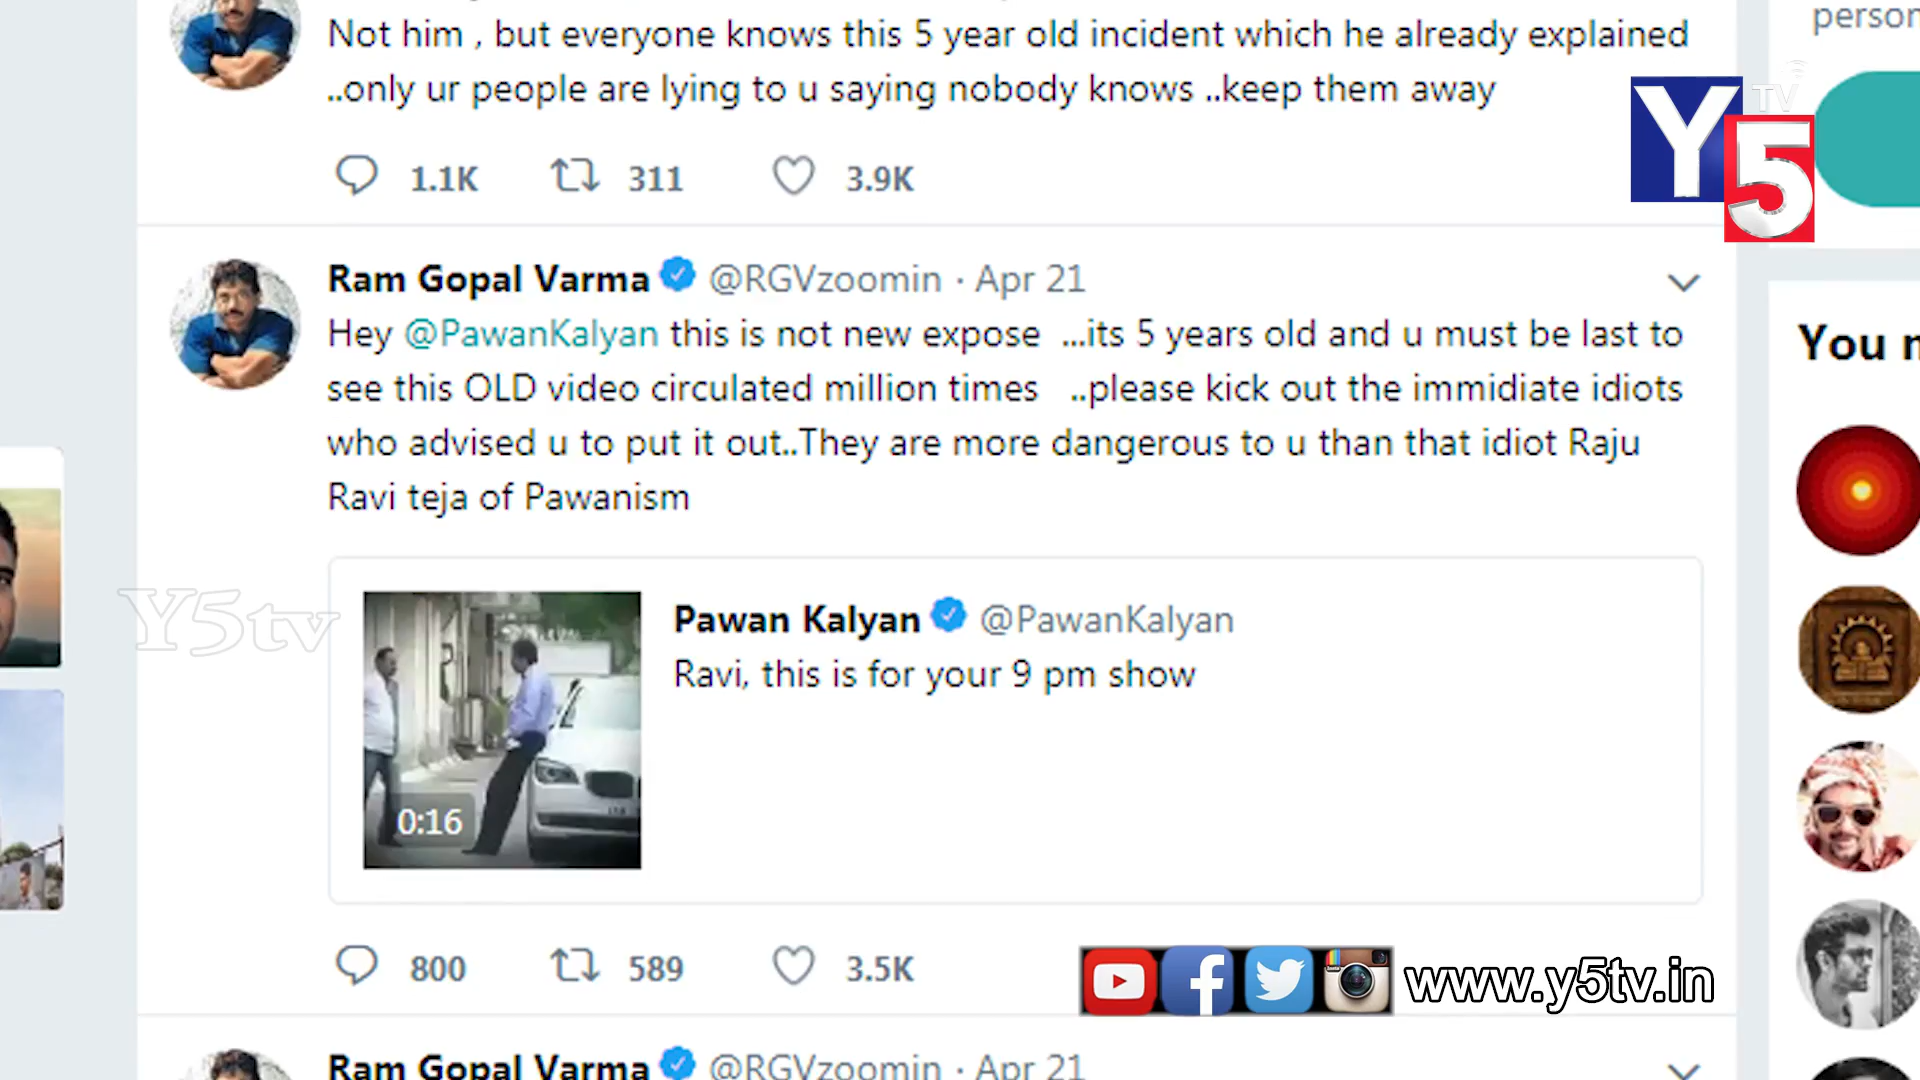 person
Not him , but everyone knows this 5 year old incident which he already explained
..only ur people are lying to u saying nobody knows ..keep them away
Y TV
5
1.1K 311 3.9K
Ram Gopal Varma @RGVzoomin · Apr 21
Hey @PawanKalyan this is not new expose ...its 5 years old and u must be last to
see this OLD video circulated million times ..please kick out the immidiate idiots
who advised u to put it out..They are more dangerous to u than that idiot Raju
Ravi teja of Pawanism
You
Y5tv
Pawan Kalyan @PawanKalyan
Ravi, this is for your 9 pm show
0:16
800 589 3.5K
www.y5tv.in
Ram Gopal Varma @RGVzoomin · Apr 21